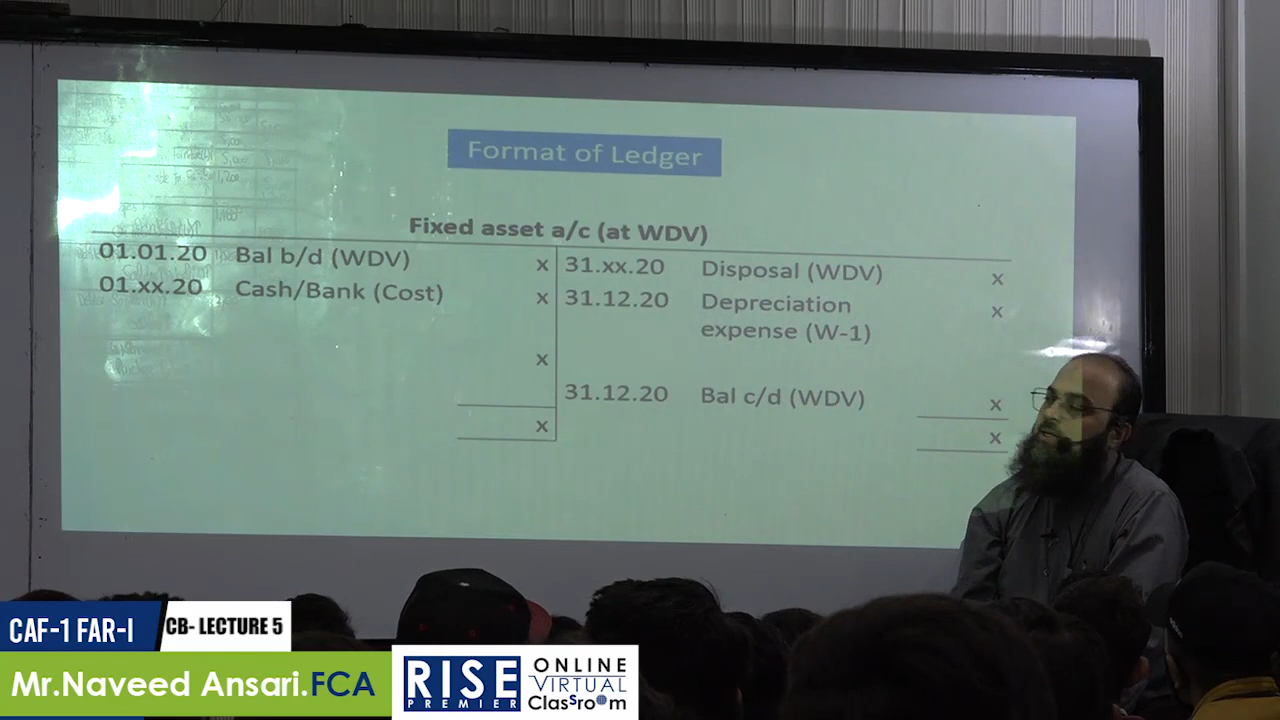 Format of Ledger
Fixed asset a/c (at WDV)
01.01.20 Bal b/d (WDV) x 31.xx.20 Disposal (WDV) x
01.xx.20 Cash/Bank (Cost) x 31.12.20 Depreciation x
expense (W-1)
x
31.12.20 Bal c/d (WDV) x
x x
CAF-1 FAR-I CB- LECTURE 5
Mr.Naveed Ansari.FCA
RISE
PREMIER
ONLINE
VIRTUAL
ClasSroom